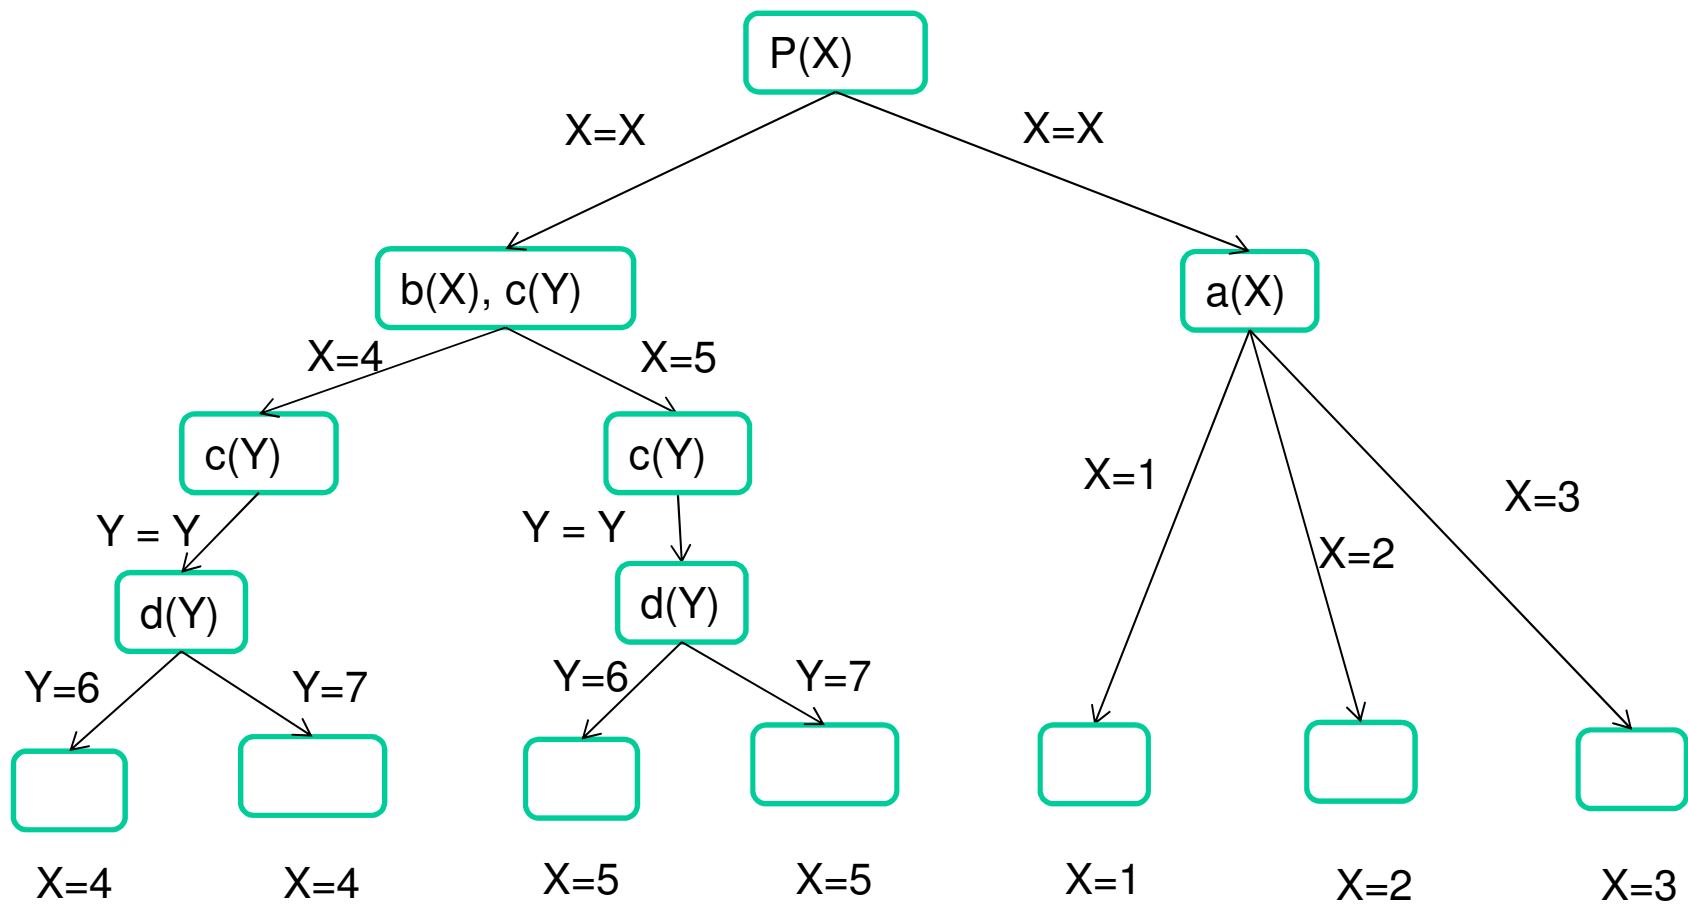 P(X)
X=X
X=X
b(X), c(Y)
a(X)
X=4
X=5
c(Y)
c(Y)
X=1
X=3
Y = Y
Y = Y
X=2
d(Y)
d(Y)
Y=6
Y=7
Y=6
Y=7
X=4
X=4
X=5
X=5
X=1
X=2
X=3